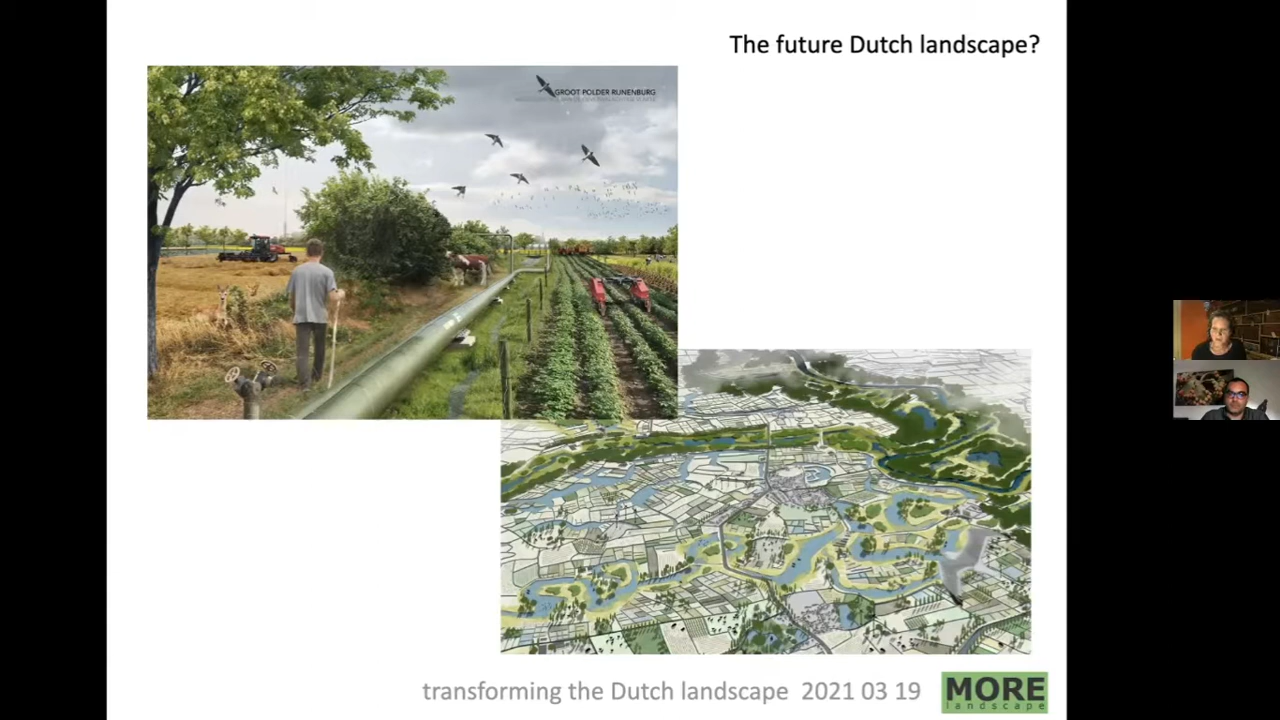 The future Dutch landscape?
GROOT POLDER RIJNENBURG
transforming the Dutch landscape 2021 03 19
MORE
landscape